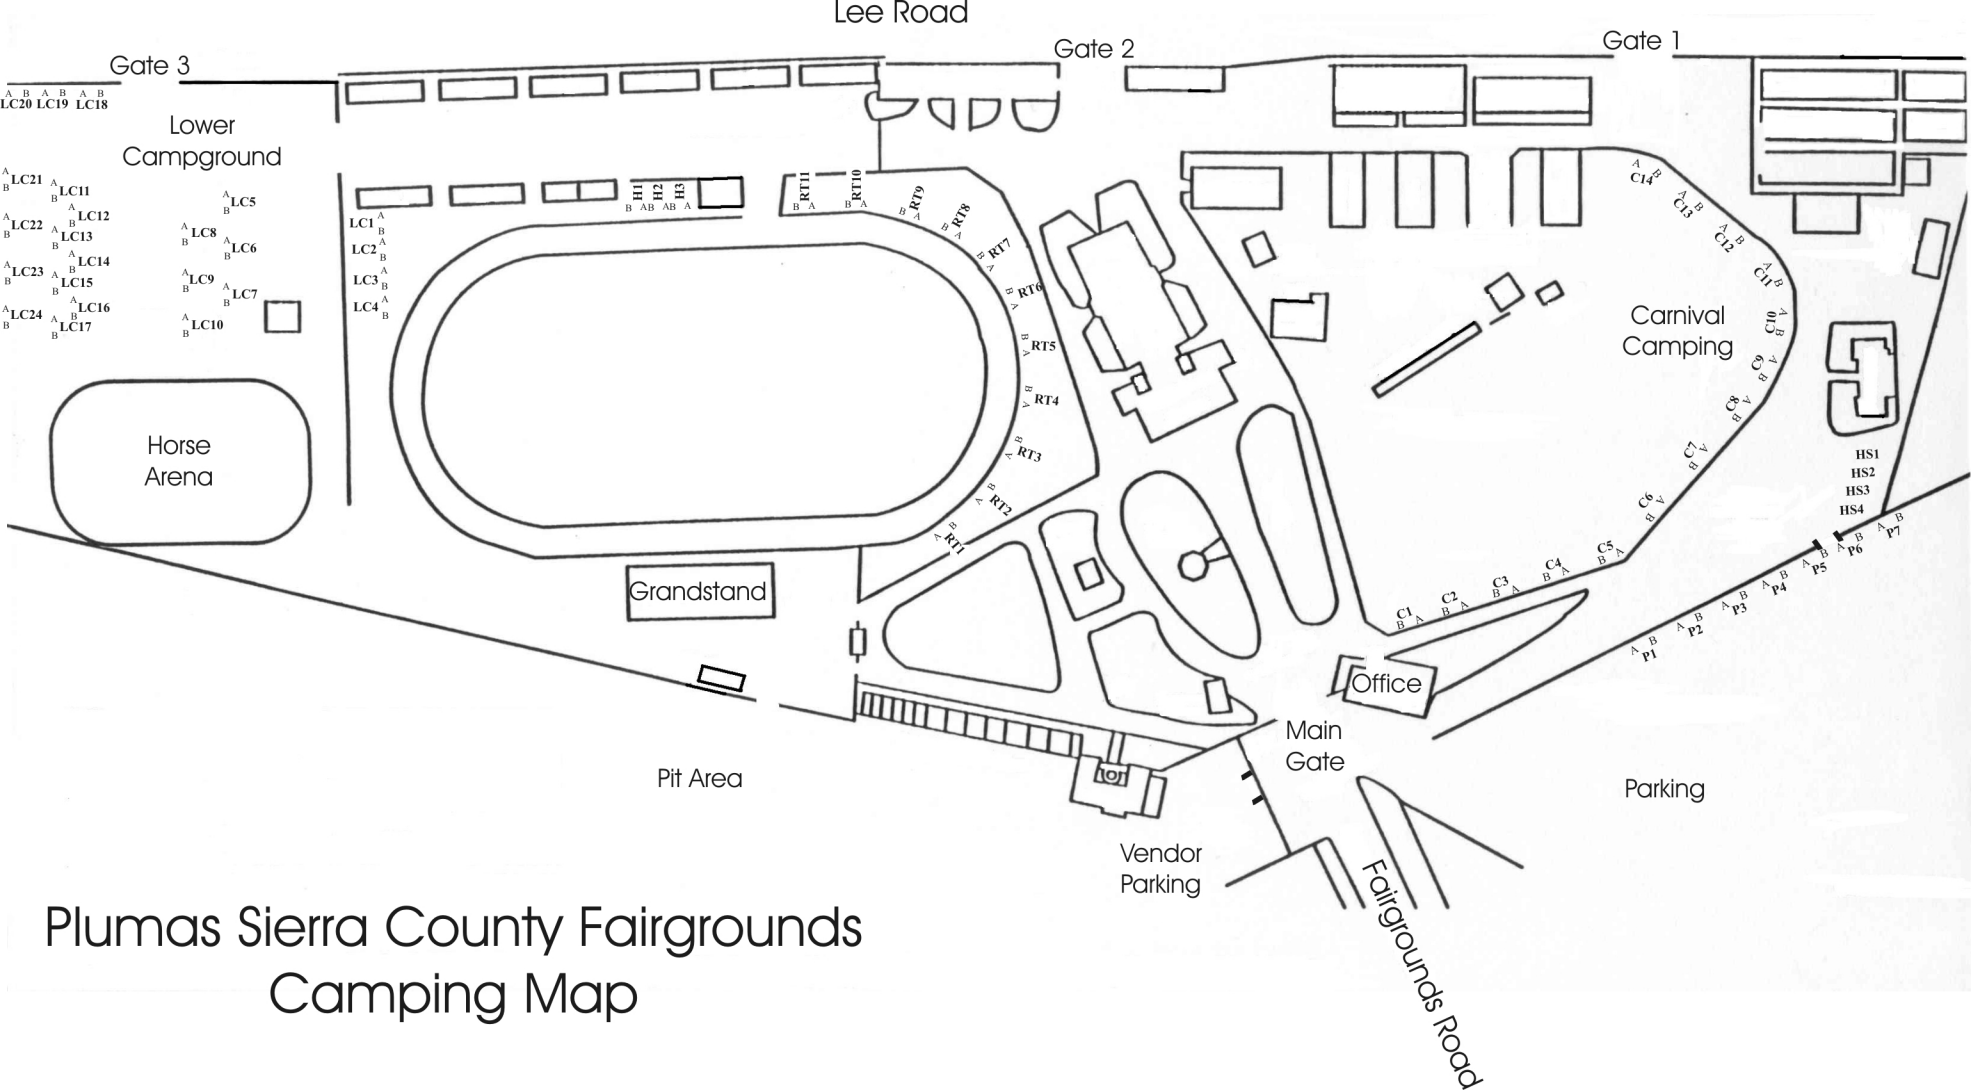 Lee Road
Gate 3
Gate 2
Gate 1
A B A B A B
LC20 LC19 LC18
Lower
Campground
A
B LC21
A
B LC11
A
B LC12
A
B LC22
A
B LC13
A
B LC14
A
B LC23
A
B LC15
A
B LC16
A
B LC24
A
B LC17
A
B LC5
A
B LC8
A
B LC6
A
B LC9
A
B LC7
A
B LC10
LC1 A
B
LC2 A
B
LC3 A
B
LC4 A
B
H1 H2 H3
B A B A B A
RT11
B A
RT10
B A
RT9
B A
RT8
B A
RT7
B A
RT6
B A
RT5
B A
RT4
B A
RT3
B A
RT2
B A
RT1
B A
A B
C14
A B
C13
A B
C12
A B
C11
A B
C10
A B
C9
A B
C8
A B
C7
A B
C6
A B
C5
B A
C4
B A
C3
B A
C2
B A
C1
B A
Carnival
Camping
HS1
HS2
HS3
HS4
A B
P7
A B
P6
A B
P5
A B
P4
A B
P3
A B
P2
A B
P1
Horse
Arena
Grandstand
Office
Main
Gate
Pit Area
Parking
Vendor
Parking
Fairgrounds Road
Plumas Sierra County Fairgrounds
Camping Map